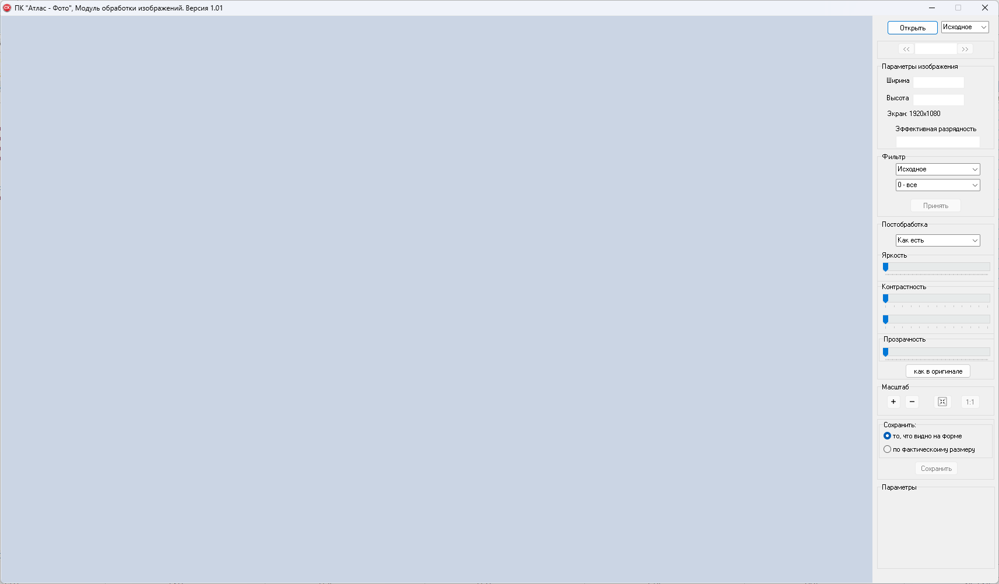 ПК "Атлас - Фото", Модуль обработки изображений. Версия 1.01
Открыть Исходное
<< >>
Параметры изображения
Ширина
Высота
Экран: 1920x1080
Эффективная разрядность
Фильтр
Исходное
0 - все
Принять
Постобработка
Как есть
Яркость
Контрастность
Прозрачность
как в оригинале
Масштаб
+ − 1:1
Сохранить:
то, что видно на форме
по фактическоиму размеру
Сохранить
Параметры